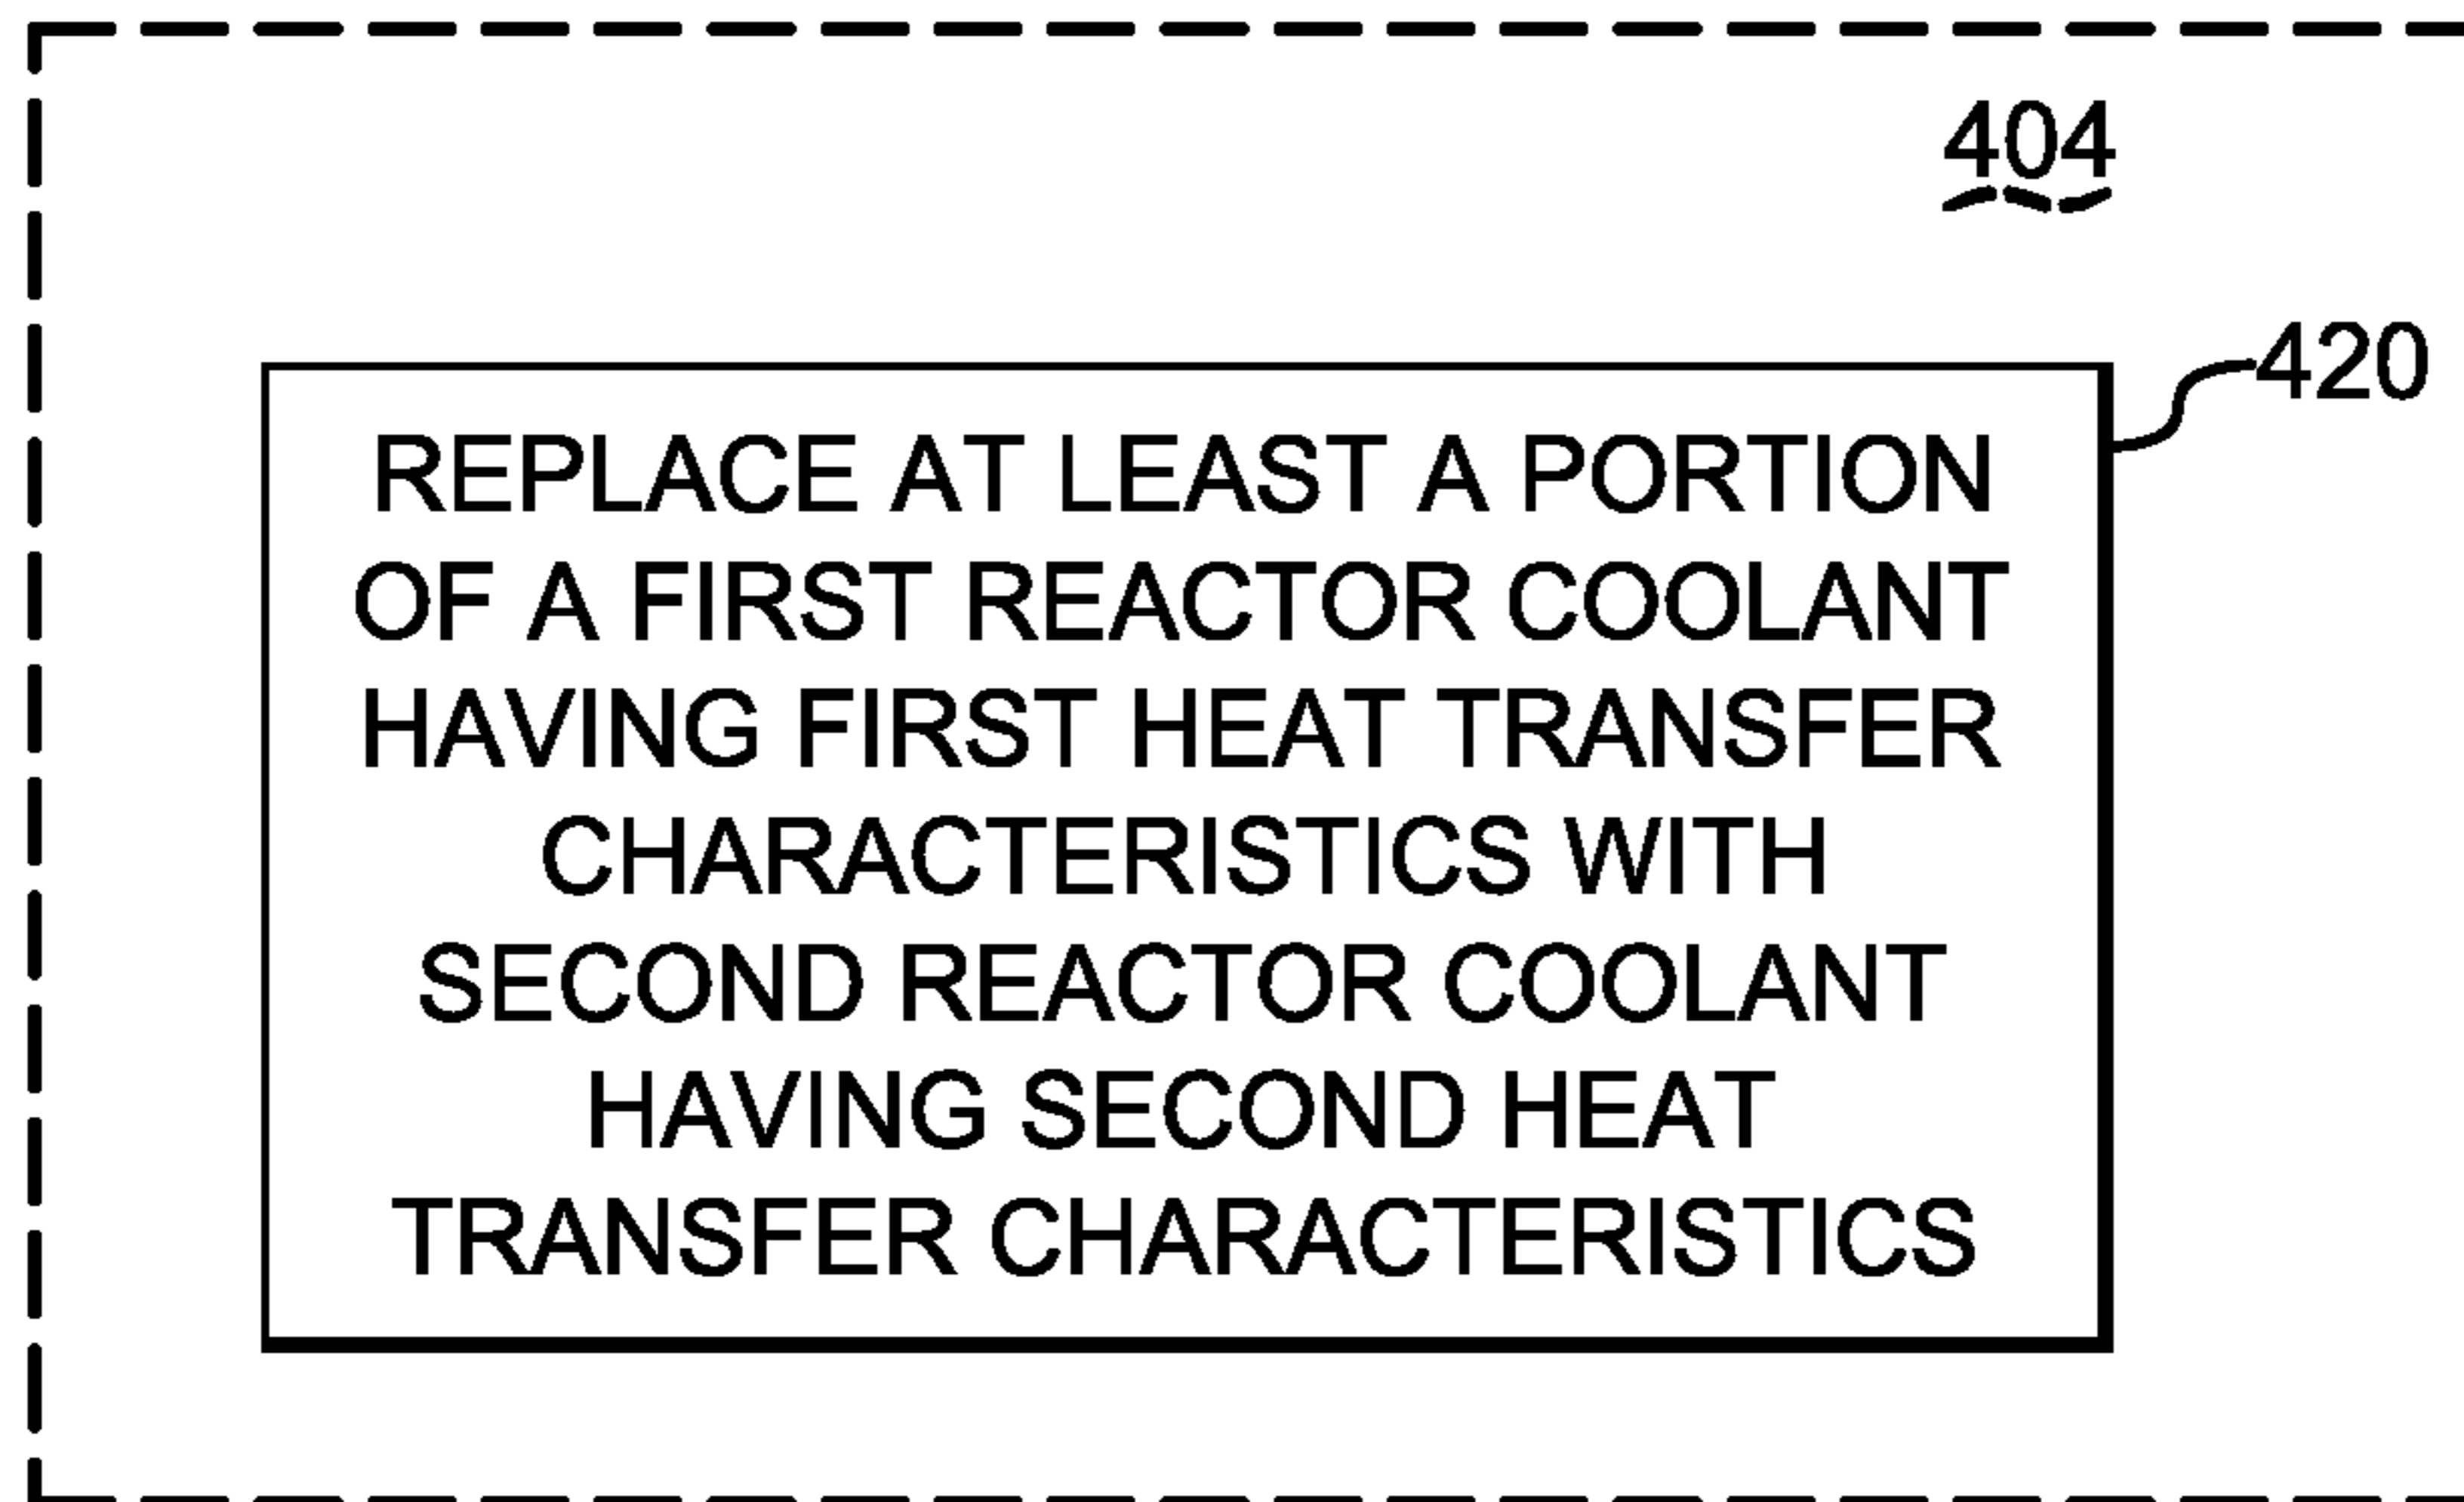 404
420
REPLACE AT LEAST A PORTION
OF A FIRST REACTOR COOLANT
HAVING FIRST HEAT TRANSFER
CHARACTERISTICS WITH
SECOND REACTOR COOLANT
HAVING SECOND HEAT
TRANSFER CHARACTERISTICS